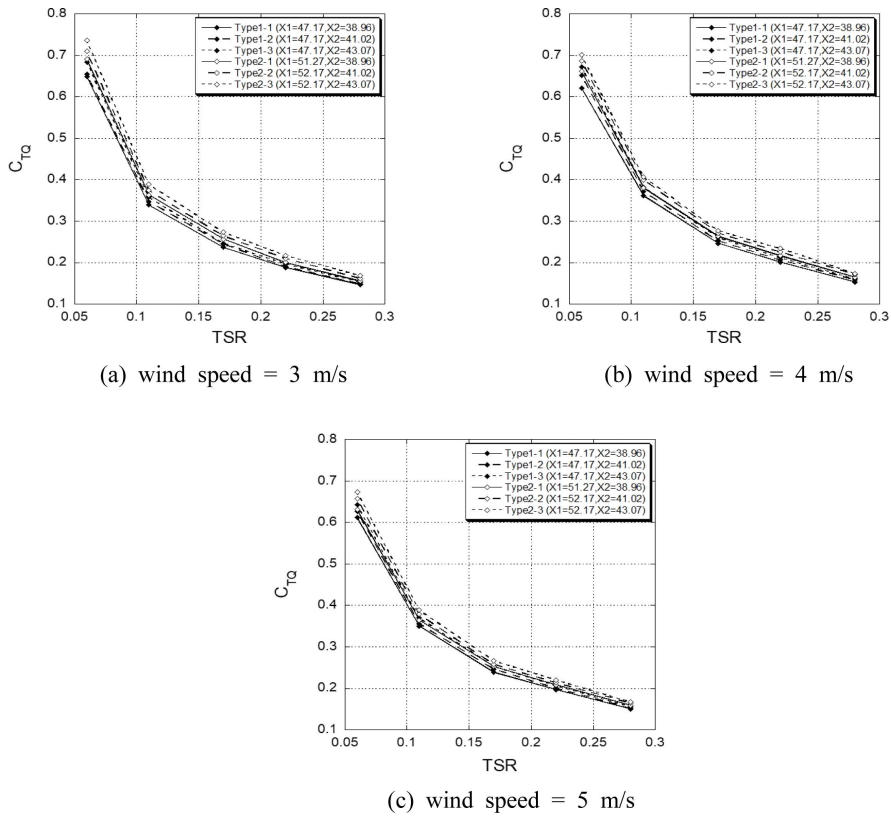 0.8
0.7
0.6
0.5
0.4
0.3
0.2
0.1
C_TQ
Type1-1 (X1=47.17,X2=38.96)
Type1-2 (X1=47.17,X2=41.02)
Type1-3 (X1=47.17,X2=43.07)
Type2-1 (X1=51.27,X2=38.96)
Type2-2 (X1=52.17,X2=41.02)
Type2-3 (X1=52.17,X2=43.07)
0.05 0.1 0.15 0.2 0.25 0.3
TSR
(a) wind speed = 3 m/s
0.8
0.7
0.6
0.5
0.4
0.3
0.2
0.1
C_TQ
Type1-1 (X1=47.17,X2=38.96)
Type1-2 (X1=47.17,X2=41.02)
Type1-3 (X1=47.17,X2=43.07)
Type2-1 (X1=51.27,X2=38.96)
Type2-2 (X1=52.17,X2=41.02)
Type2-3 (X1=52.17,X2=43.07)
0.05 0.1 0.15 0.2 0.25 0.3
TSR
(b) wind speed = 4 m/s
0.8
0.7
0.6
0.5
0.4
0.3
0.2
0.1
C_TQ
Type1-1 (X1=47.17,X2=38.96)
Type1-2 (X1=47.17,X2=41.02)
Type1-3 (X1=47.17,X2=43.07)
Type2-1 (X1=51.27,X2=38.96)
Type2-2 (X1=52.17,X2=41.02)
Type2-3 (X1=52.17,X2=43.07)
0.05 0.1 0.15 0.2 0.25 0.3
TSR
(c) wind speed = 5 m/s